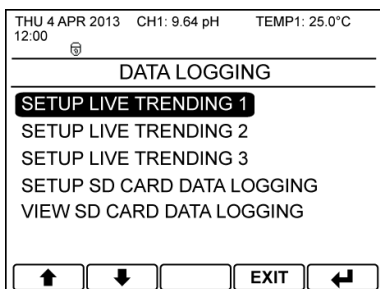 THU 4 APR 2013 CH1: 9.64 pH TEMP1: 25.0°C
12:00
DATA LOGGING
SETUP LIVE TRENDING 1
SETUP LIVE TRENDING 2
SETUP LIVE TRENDING 3
SETUP SD CARD DATA LOGGING
VIEW SD CARD DATA LOGGING
EXIT